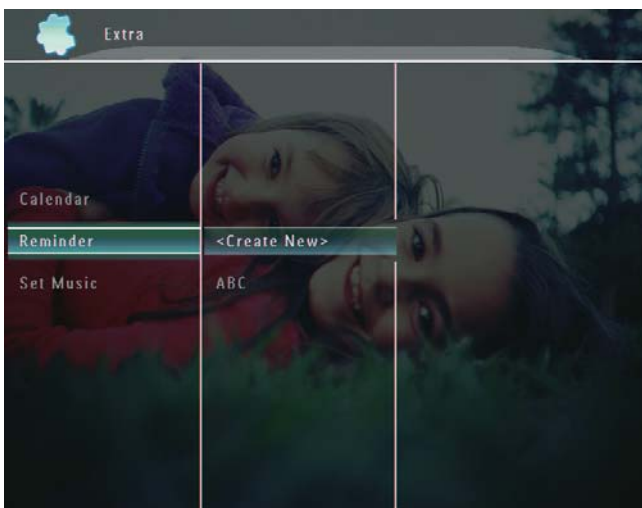 Extra
Calendar
Reminder
<Create New>
Set Music
ABC